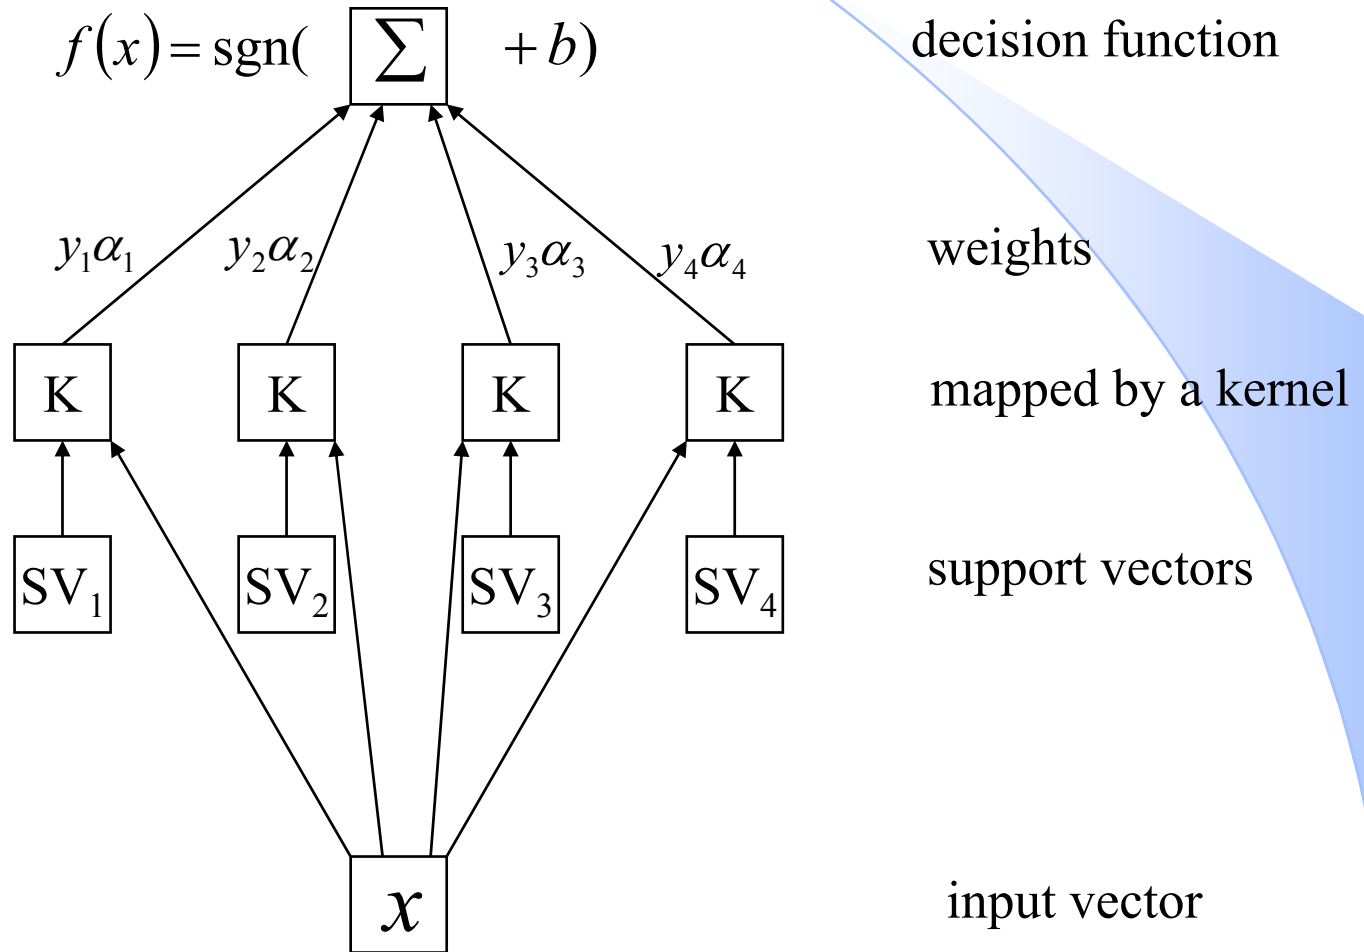 f(x) = sgn( ∑ + b) decision function
y₁α₁ y₂α₂ y₃α₃ y₄α₄ weights
K K K K mapped by a kernel
SV₁ SV₂ SV₃ SV₄ support vectors
x input vector